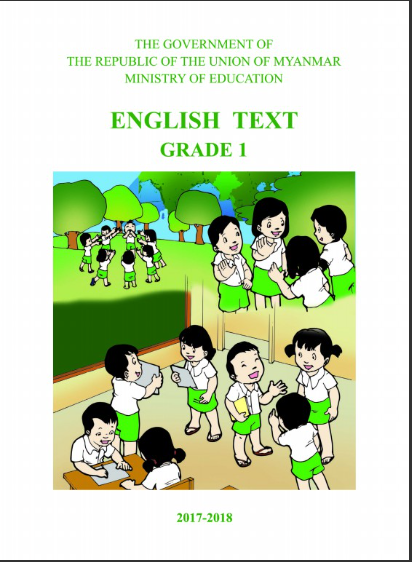 THE GOVERNMENT OF
THE REPUBLIC OF THE UNION OF MYANMAR
MINISTRY OF EDUCATION
ENGLISH TEXT
GRADE 1
2017-2018